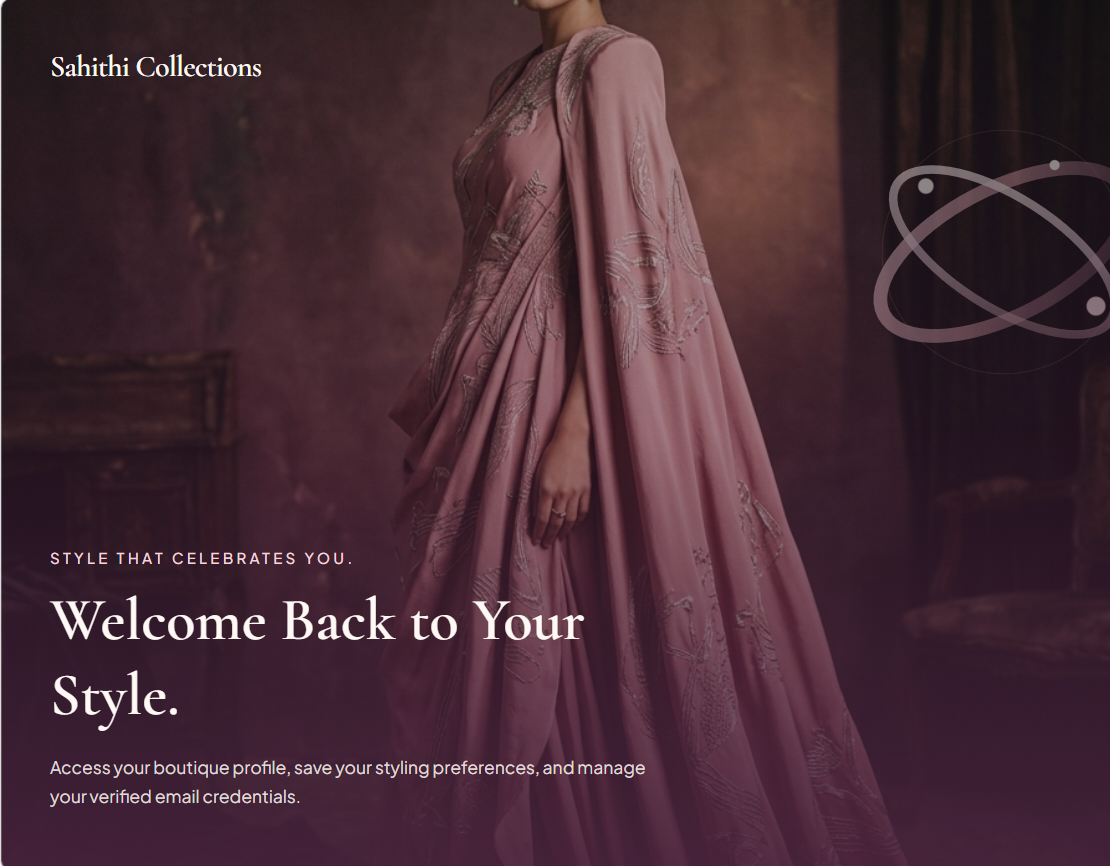 Sahithi Collections
STYLE THAT CELEBRATES YOU.
Welcome Back to Your
Style.
Access your boutique profile, save your styling preferences, and manage
your verified email credentials.